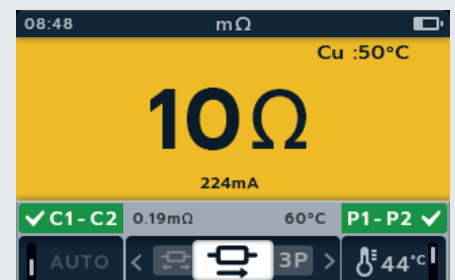 08:48 mΩ
Cu :50°C
10Ω
224mA
✓ C1-C2 0.19mΩ 60°C P1-P2 ✓
AUTO < 3P > 44°C